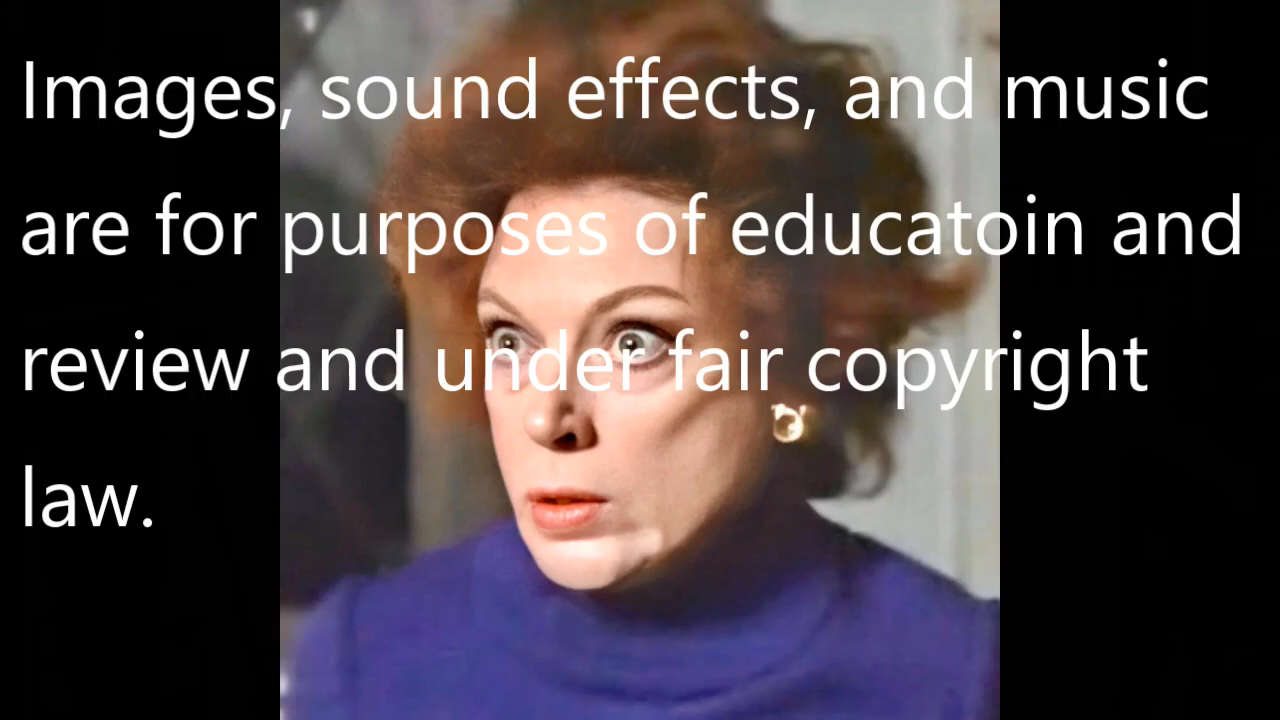 Images, sound effects, and music
are for purposes of educatoin and
review and under fair copyright
law.